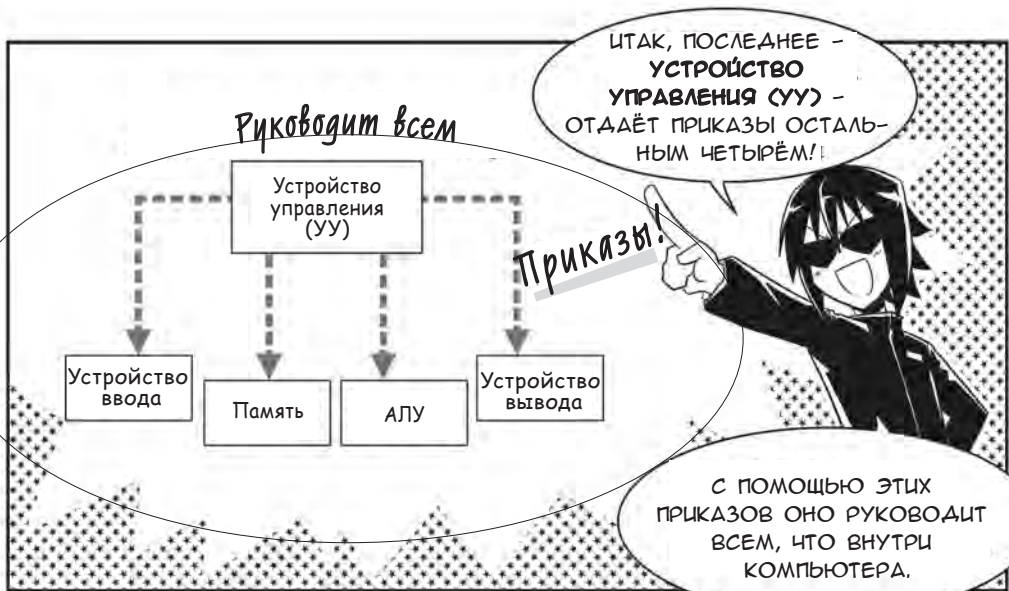 ИТАК, ПОСЛЕДНЕЕ –
УСТРОЙСТВО
УПРАВЛЕНИЯ (УУ) –
ОТДАЁТ ПРИКАЗЫ ОСТАЛЬ-
НЫМ ЧЕТЫРЁМ!
Руководит всем
Устройство
управления
(УУ)
Приказы!
Устройство
ввода
Память
АЛУ
Устройство
вывода
С ПОМОЩЬЮ ЭТИХ
ПРИКАЗОВ ОНО РУКОВОДИТ
ВСЕМ, ЧТО ВНУТРИ
КОМПЬЮТЕРА.